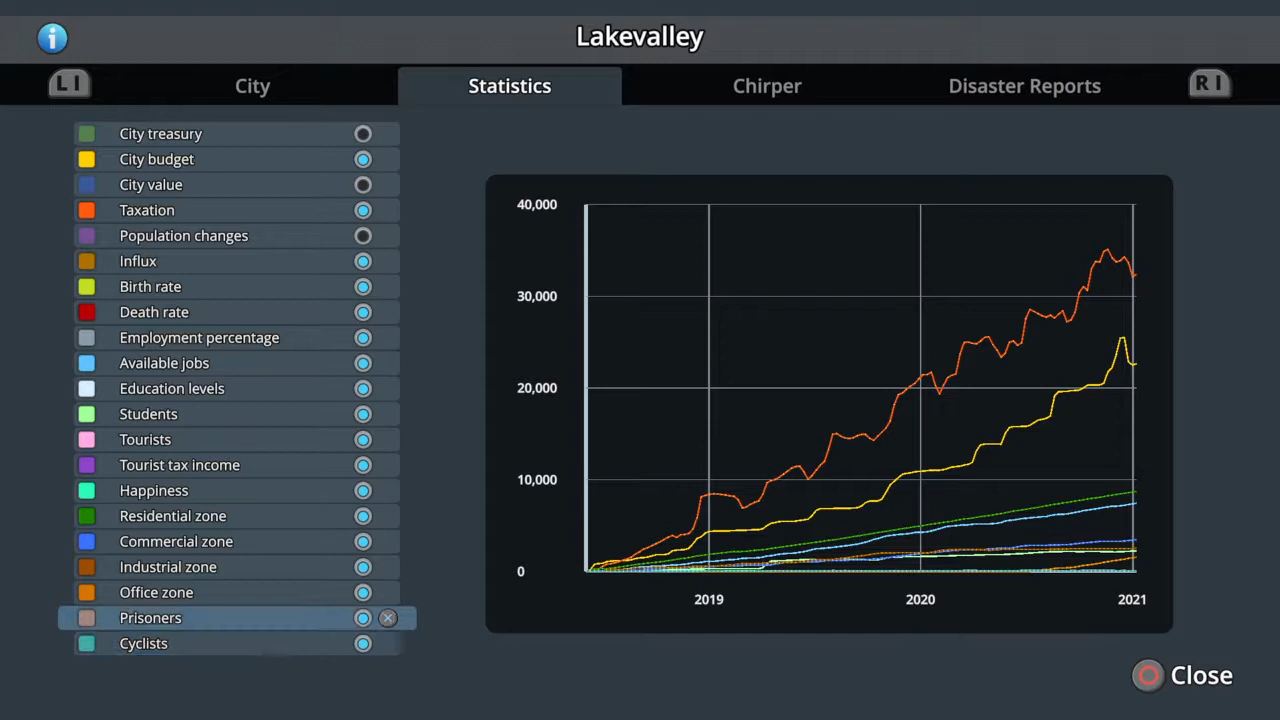 Lakevalley
L1 City Statistics Chirper Disaster Reports R1
City treasury
City budget
City value
Taxation
Population changes
Influx
Birth rate
Death rate
Employment percentage
Available jobs
Education levels
Students
Tourists
Tourist tax income
Happiness
Residential zone
Commercial zone
Industrial zone
Office zone
Prisoners
Cyclists
40,000
30,000
20,000
10,000
0
2019 2020 2021
Close